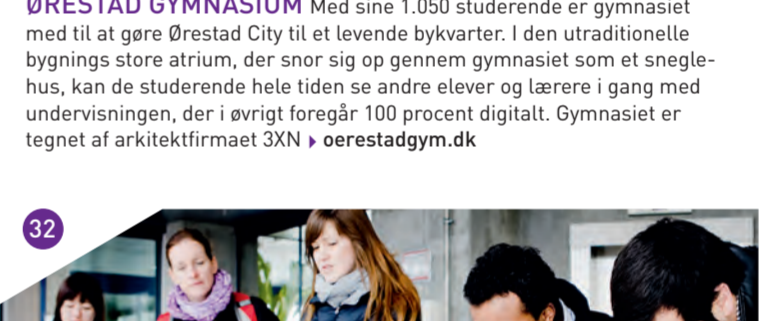 ØRESTAD GYMNASIUM Med sine 1.050 studerende er gymnasiet
med til at gøre Ørestad City til et levende bykvarter. I den utraditionelle
bygnings store atrium, der snor sig op gennem gymnasiet som et snegle-
hus, kan de studerende hele tiden se andre elever og lærere i gang med
undervisningen, der i øvrigt foregår 100 procent digitalt. Gymnasiet er
tegnet af arkitektfirmaet 3XN ▸ oerestadgym.dk
32